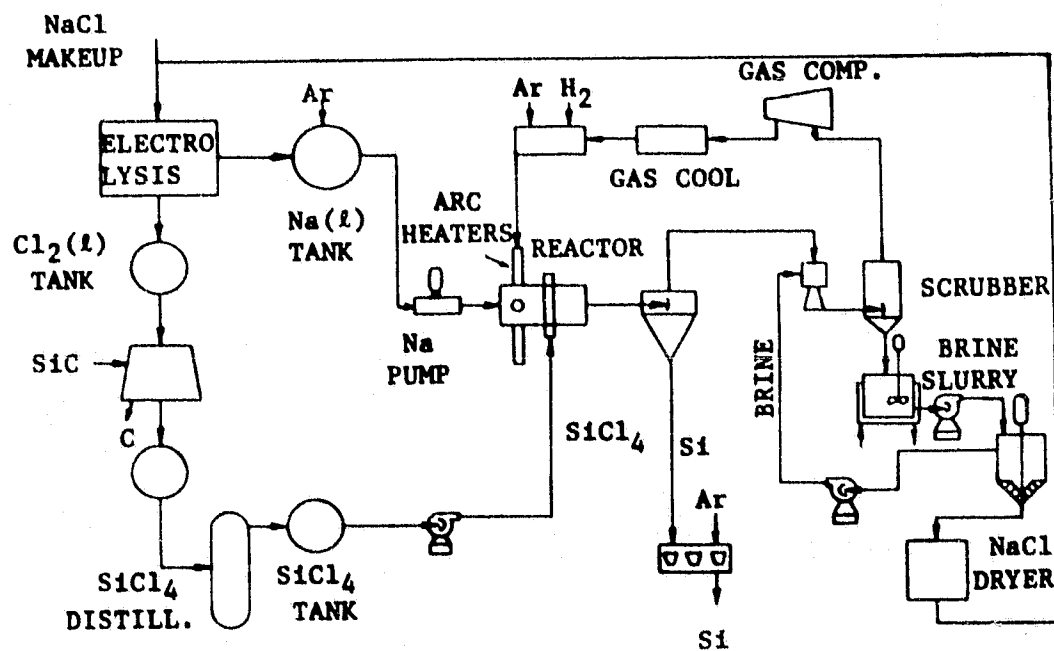 NaCl
MAKEUP
GAS COMP.
Ar
Ar H2
ELECTRO
LYSIS
GAS COOL
ARC
HEATERS
Na(ℓ)
TANK
REACTOR
Cl2(ℓ)
TANK
SCRUBBER
SiC
Na
PUMP
BRINE
BRINE
SLURRY
C
SiCl4
Si
Ar
SiCl4
DISTILL.
SiCl4
TANK
NaCl
DRYER
Si